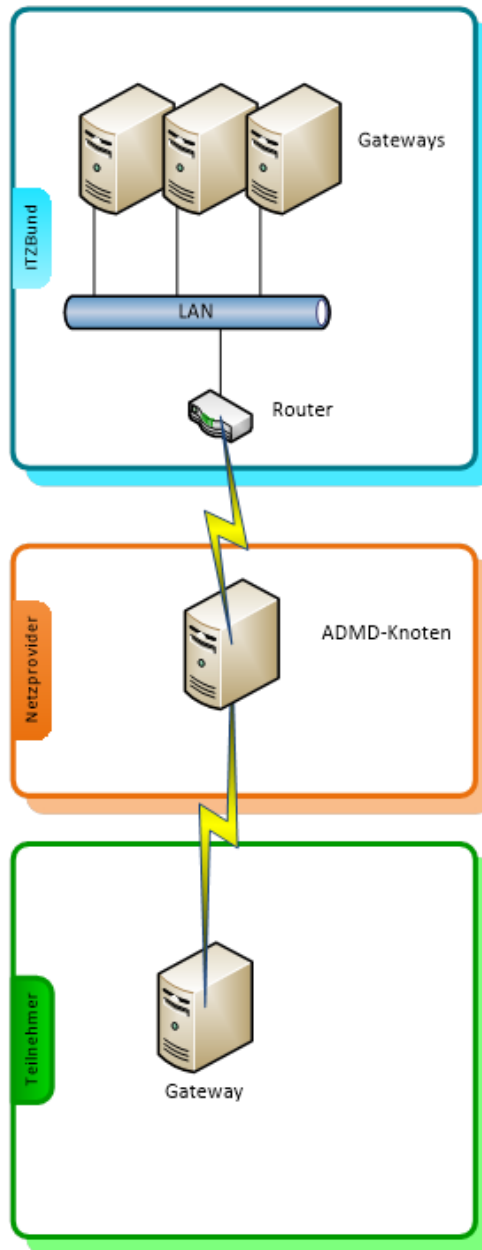 Gateways
ITZBund
LAN
Router
Netzprovider
ADMD-Knoten
Teilnehmer
Gateway